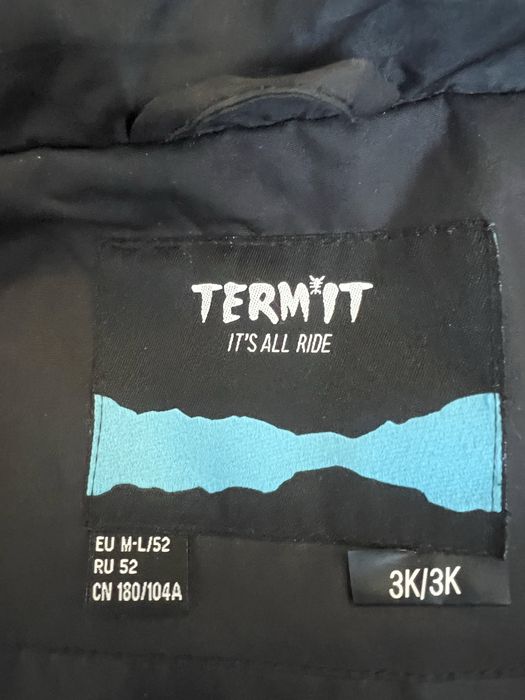 TERMIT
IT'S ALL RIDE
EU M-L/52
RU 52
CN 180/104A
3K/3K